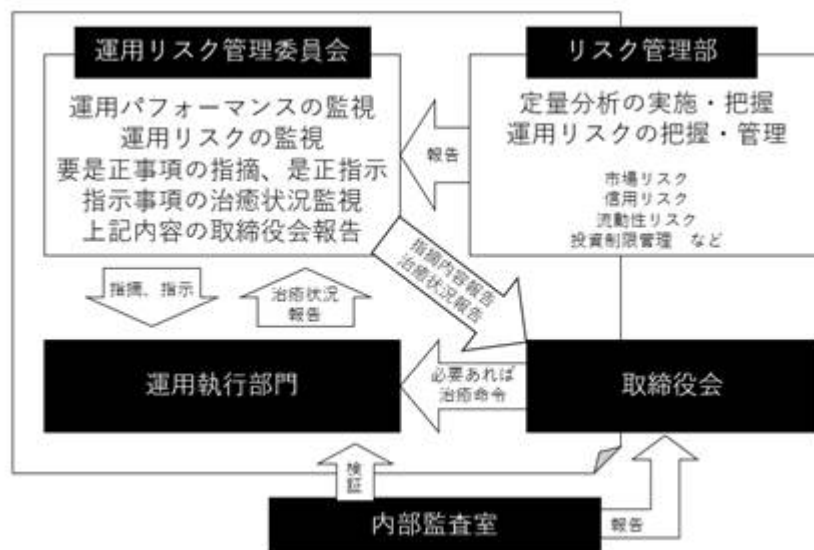 運用リスク管理委員会
運用パフォーマンスの監視
運用リスクの監視
要是正事項の指摘、是正指示
指示事項の治癒状況監視
上記内容の取締役会報告
リスク管理部
定量分析の実施・把握
運用リスクの把握・管理
市場リスク
信用リスク
流動性リスク
投資制限管理 など
報告
指摘内容報告
治癒状況報告
指摘、指示
治癒状況
報告
運用執行部門
必要あれば
治癒命令
取締役会
検証
内部監査室
報告